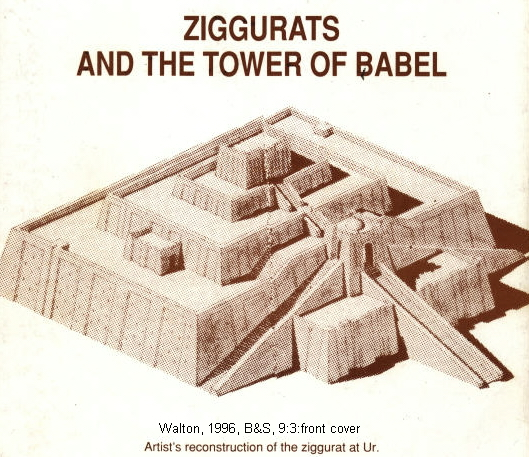 ZIGGURATS
AND THE TOWER OF BABEL
Walton, 1996, B&S, 9:3:front cover
Artist's reconstruction of the ziggurat at Ur.